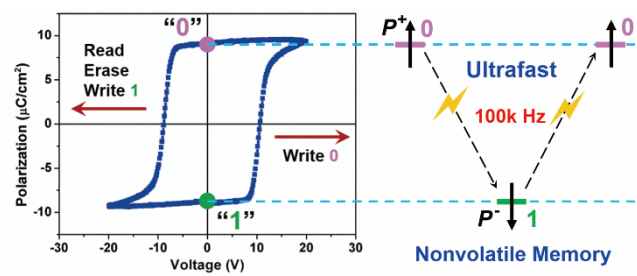 "0"
Read
Erase
Write 1
Write 0
"1"
10
5
0
-5
-10
-30
-20
-10
0
10
20
30
Polarization (µC/cm²)
Voltage (V)
P⁺
0
0
Ultrafast
100k Hz
P⁻
1
Nonvolatile Memory